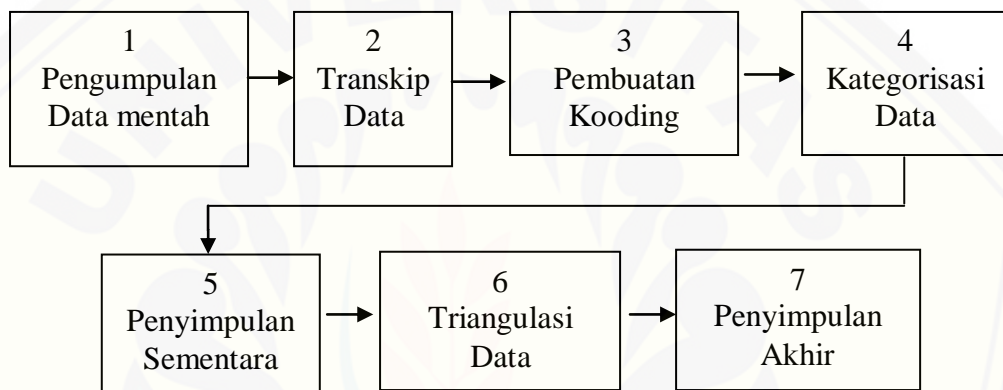 1
Pengumpulan
Data mentah
2
Transkip
Data
3
Pembuatan
Kooding
4
Kategorisasi
Data
5
Penyimpulan
Sementara
6
Triangulasi
Data
7
Penyimpulan
Akhir
UNIVERSITAS